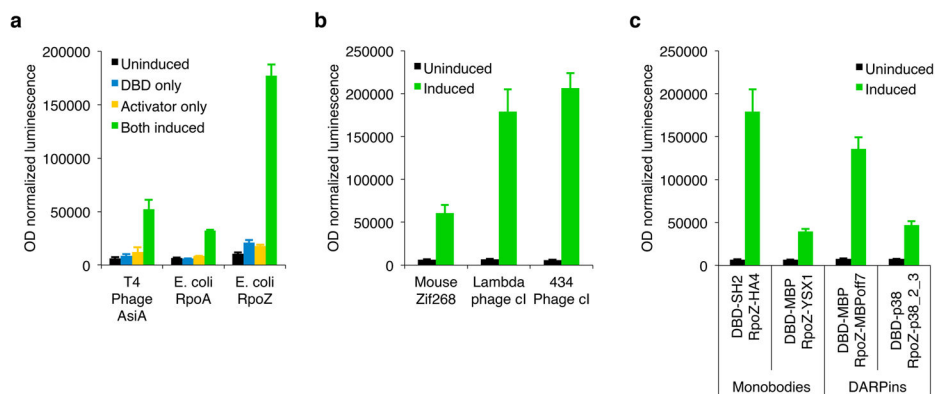 a
OD normalized luminescence
200000
150000
100000
50000
0
Uninduced
DBD only
Activator only
Both induced
T4
Phage
AsiA
E. coli
RpoA
E. coli
RpoZ
b
OD normalized luminescence
250000
200000
150000
100000
50000
0
Uninduced
Induced
Mouse
Zif268
Lambda
phage cI
434
Phage cI
c
OD normalized luminescence
250000
200000
150000
100000
50000
0
Uninduced
Induced
DBD-SH2
RpoZ-HA4
DBD-MBP
RpoZ-YSX1
DBD-MBP
RpoZ-MBPoff7
DBD-p38
RpoZ-p38_2_3
Monobodies
DARPins